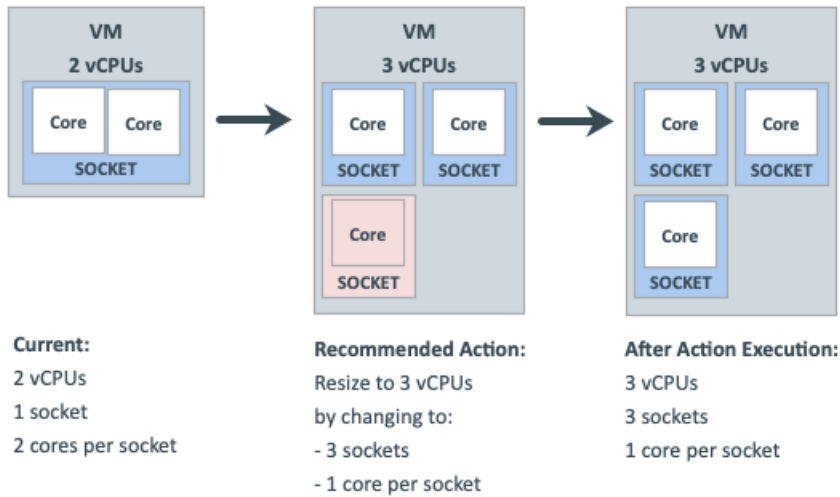 VM
2 vCPUs
Core Core
SOCKET
VM
3 vCPUs
Core Core
SOCKET SOCKET
Core
SOCKET
VM
3 vCPUs
Core Core
SOCKET SOCKET
Core
SOCKET
Current:
2 vCPUs
1 socket
2 cores per socket
Recommended Action:
Resize to 3 vCPUs
by changing to:
- 3 sockets
- 1 core per socket
After Action Execution:
3 vCPUs
3 sockets
1 core per socket